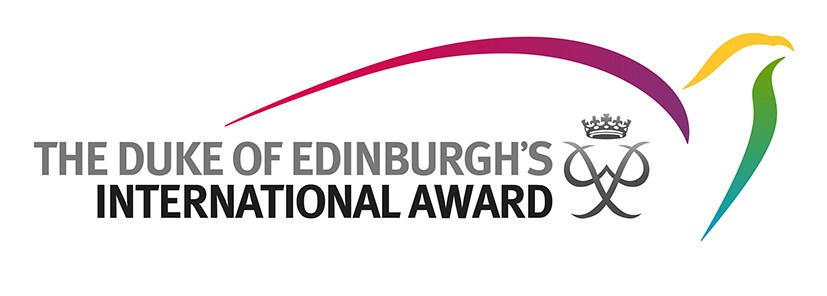 THE DUKE OF EDINBURGH'S
INTERNATIONAL AWARD